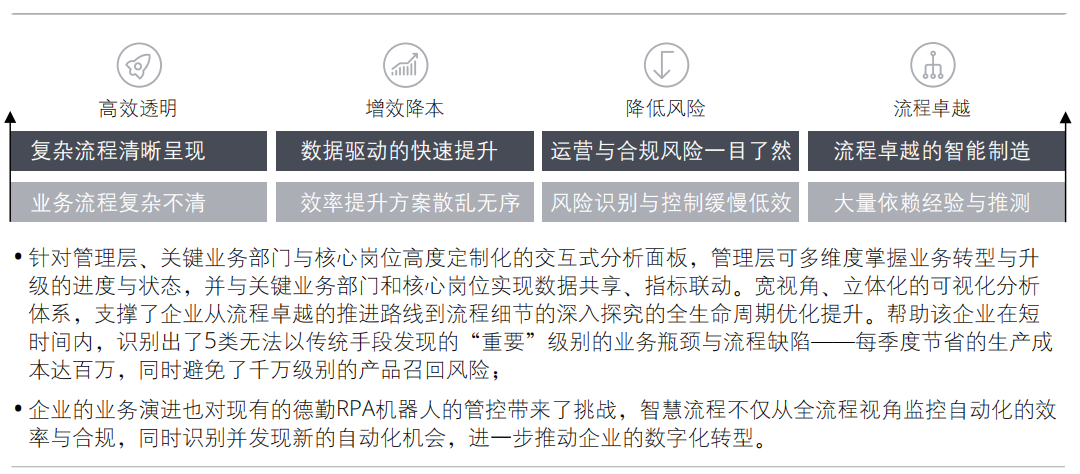 高效透明
增效降本
降低风险
流程卓越
复杂流程清晰呈现
数据驱动的快速提升
运营与合规风险一目了然
流程卓越的智能制造
业务流程复杂不清
效率提升方案散乱无序
风险识别与控制缓慢低效
大量依赖经验与推测
• 针对管理层、关键业务部门与核心岗位高度定制化的交互式分析面板，管理层可多维度掌握业务转型与升
级的进度与状态，并与关键业务部门和核心岗位实现数据共享、指标联动。宽视角、立体化的可视化分析
体系，支撑了企业从流程卓越的推进路线到流程细节的深入探究的全生命周期优化提升。帮助该企业在短
时间内，识别出了5类无法以传统手段发现的“重要”级别的业务瓶颈与流程缺陷——每季度节省的生产成
本达百万，同时避免了千万级别的产品召回风险；
• 企业的业务演进也对现有的德勤RPA机器人的管控带来了挑战，智慧流程不仅从全流程视角监控自动化的效
率与合规，同时识别并发现新的自动化机会，进一步推动企业的数字化转型。